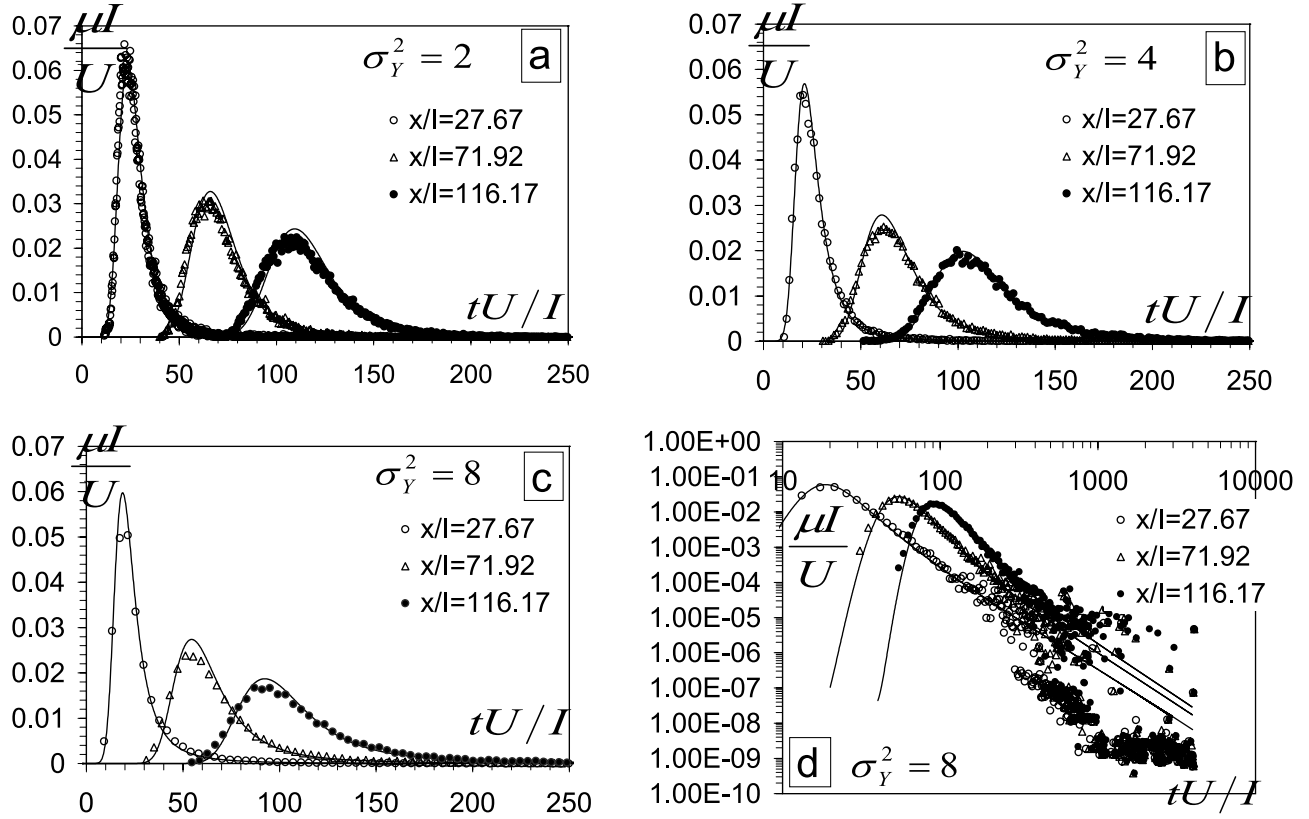 0.07
μI
U
σ_Y^2 = 2
a
0.06
0.05
0.04
0.03
0.02
0.01
0
x/I=27.67
x/I=71.92
x/I=116.17
tU/I
0 50 100 150 200 250
0.07
μI
U
σ_Y^2 = 4
b
0.06
0.05
0.04
0.03
0.02
0.01
0
x/I=27.67
x/I=71.92
x/I=116.17
tU/I
0 50 100 150 200 250
0.07
μI
U
σ_Y^2 = 8
c
0.06
0.05
0.04
0.03
0.02
0.01
0
x/I=27.67
x/I=71.92
x/I=116.17
tU/I
0 50 100 150 200 250
1.00E+00
1.00E-01
1.00E-02
1.00E-03
1.00E-04
1.00E-05
1.00E-06
1.00E-07
1.00E-08
1.00E-09
1.00E-10
10 100 1000 10000
μI
U
x/I=27.67
x/I=71.92
x/I=116.17
d
σ_Y^2 = 8
tU/I